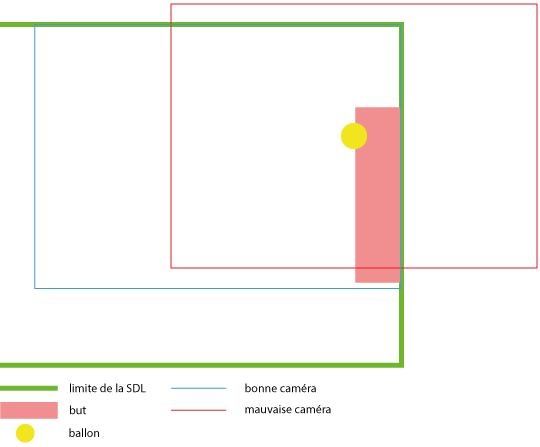 limite de la SDL
bonne caméra
but
mauvaise caméra
ballon